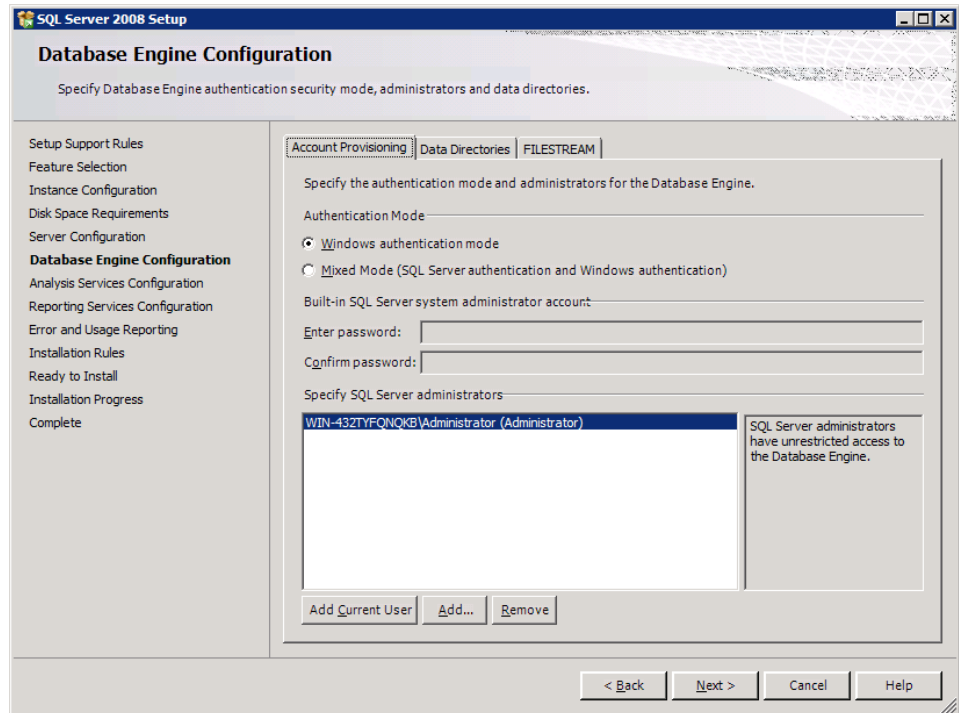 SQL Server 2008 Setup
Database Engine Configuration
Specify Database Engine authentication security mode, administrators and data directories.
Setup Support Rules
Feature Selection
Instance Configuration
Disk Space Requirements
Server Configuration
Database Engine Configuration
Analysis Services Configuration
Reporting Services Configuration
Error and Usage Reporting
Installation Rules
Ready to Install
Installation Progress
Complete
Account Provisioning
Data Directories
FILESTREAM
Specify the authentication mode and administrators for the Database Engine.
Authentication Mode
Windows authentication mode
Mixed Mode (SQL Server authentication and Windows authentication)
Built-in SQL Server system administrator account
Enter password:
Confirm password:
Specify SQL Server administrators
WIN-432TYFQNQKB\Administrator (Administrator)
SQL Server administrators
have unrestricted access to
the Database Engine.
Add Current User
Add...
Remove
< Back
Next >
Cancel
Help